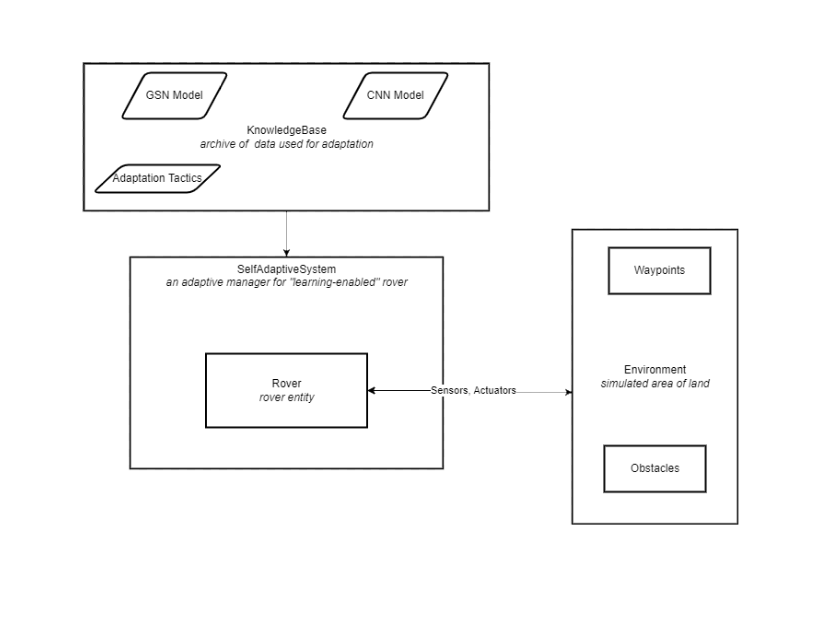 GSN Model
CNN Model
KnowledgeBase
archive of data used for adaptation
Adaptation Tactics
SelfAdaptiveSystem
an adaptive manager for "learning-enabled" rover
Rover
rover entity
Sensors, Actuators
Waypoints
Environment
simulated area of land
Obstacles